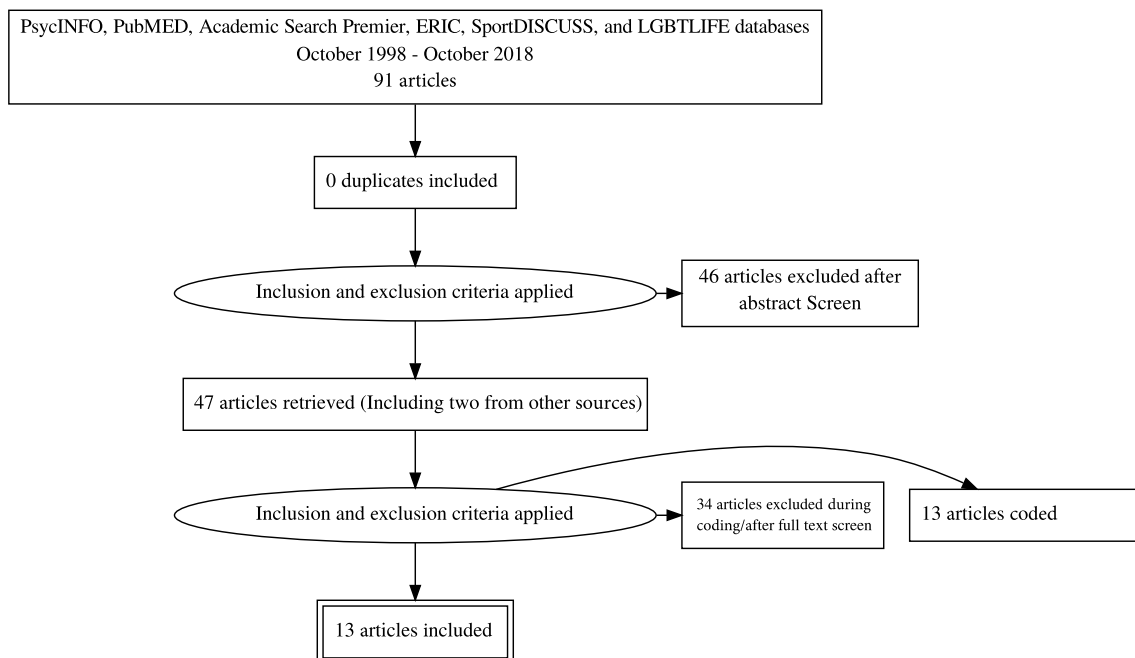 PsycINFO, PubMED, Academic Search Premier, ERIC, SportDISCUSS, and LGBTLIFE databases
October 1998 - October 2018
91 articles
0 duplicates included
Inclusion and exclusion criteria applied
46 articles excluded after
abstract Screen
47 articles retrieved (Including two from other sources)
Inclusion and exclusion criteria applied
34 articles excluded during
coding/after full text screen
13 articles coded
13 articles included